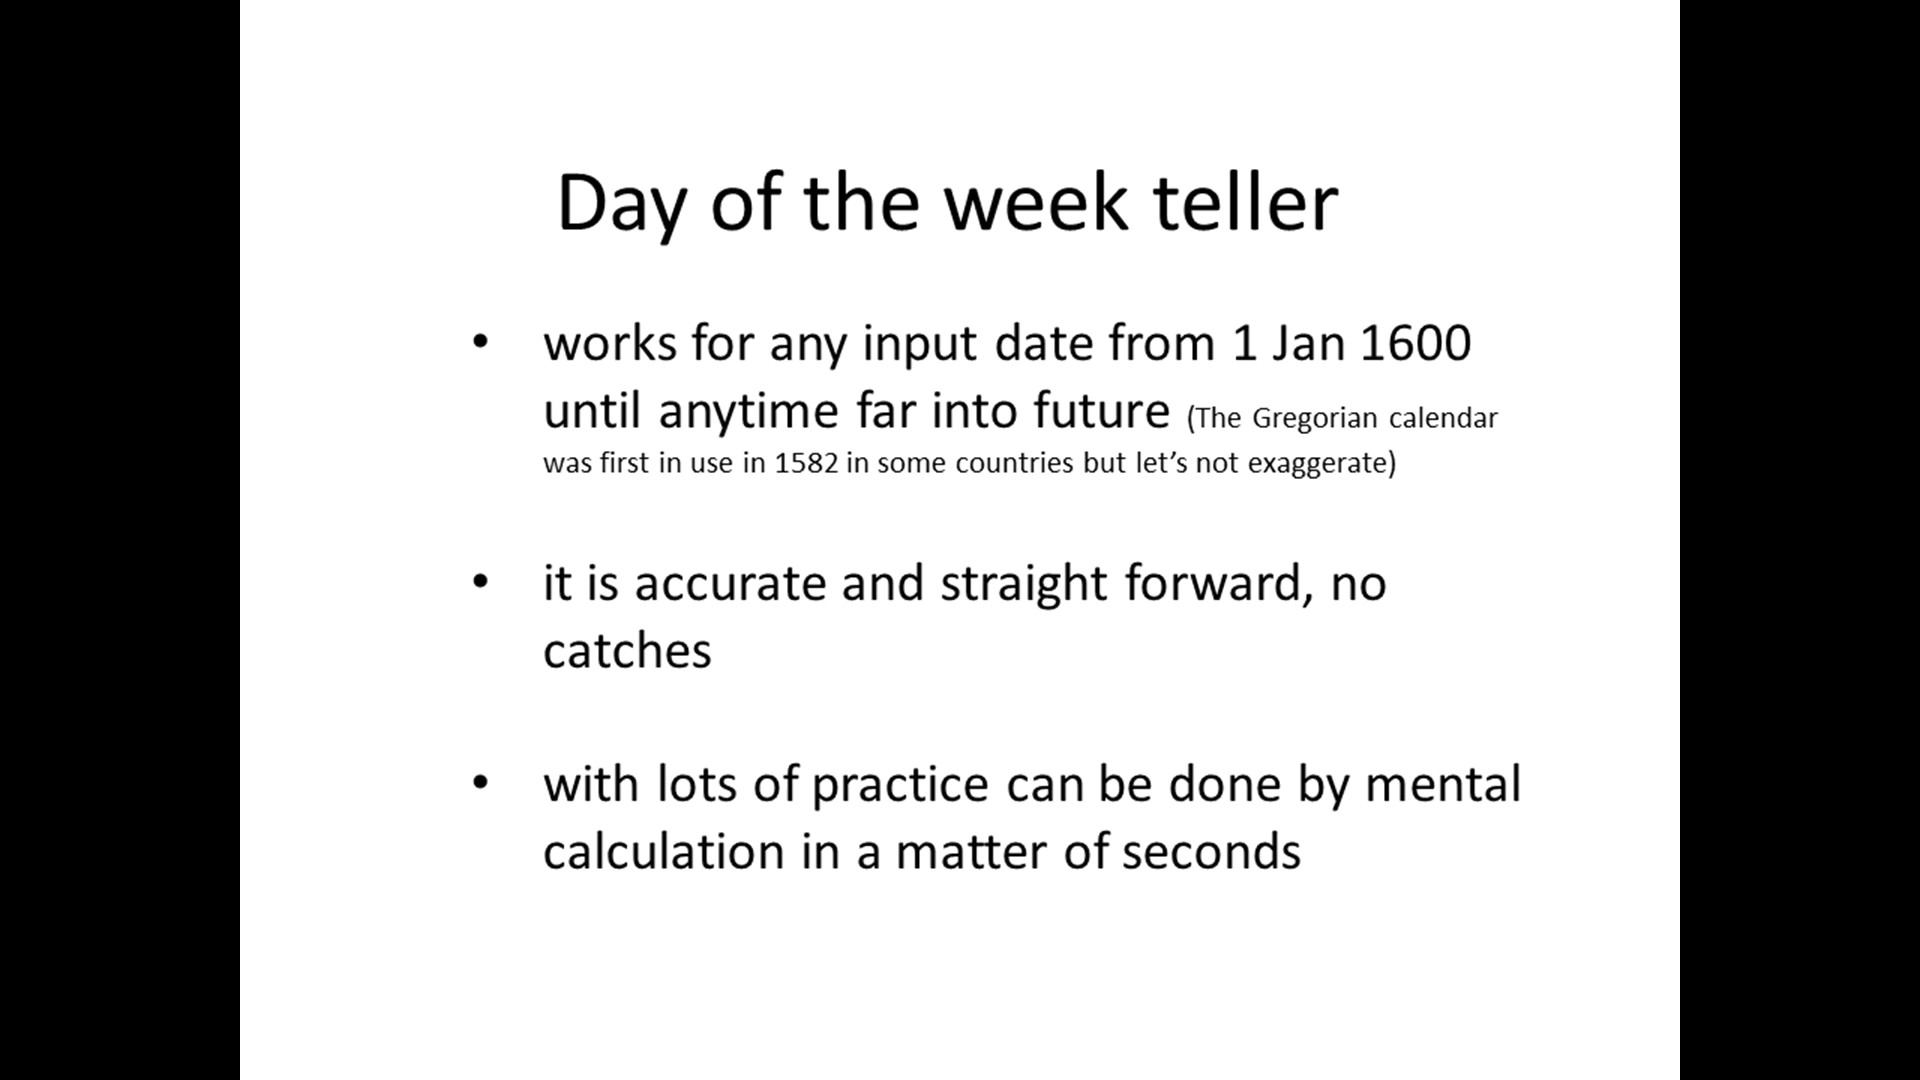 Day of the week teller
• works for any input date from 1 Jan 1600
until anytime far into future (The Gregorian calendar
was first in use in 1582 in some countries but let’s not exaggerate)
• it is accurate and straight forward, no
catches
• with lots of practice can be done by mental
calculation in a matter of seconds